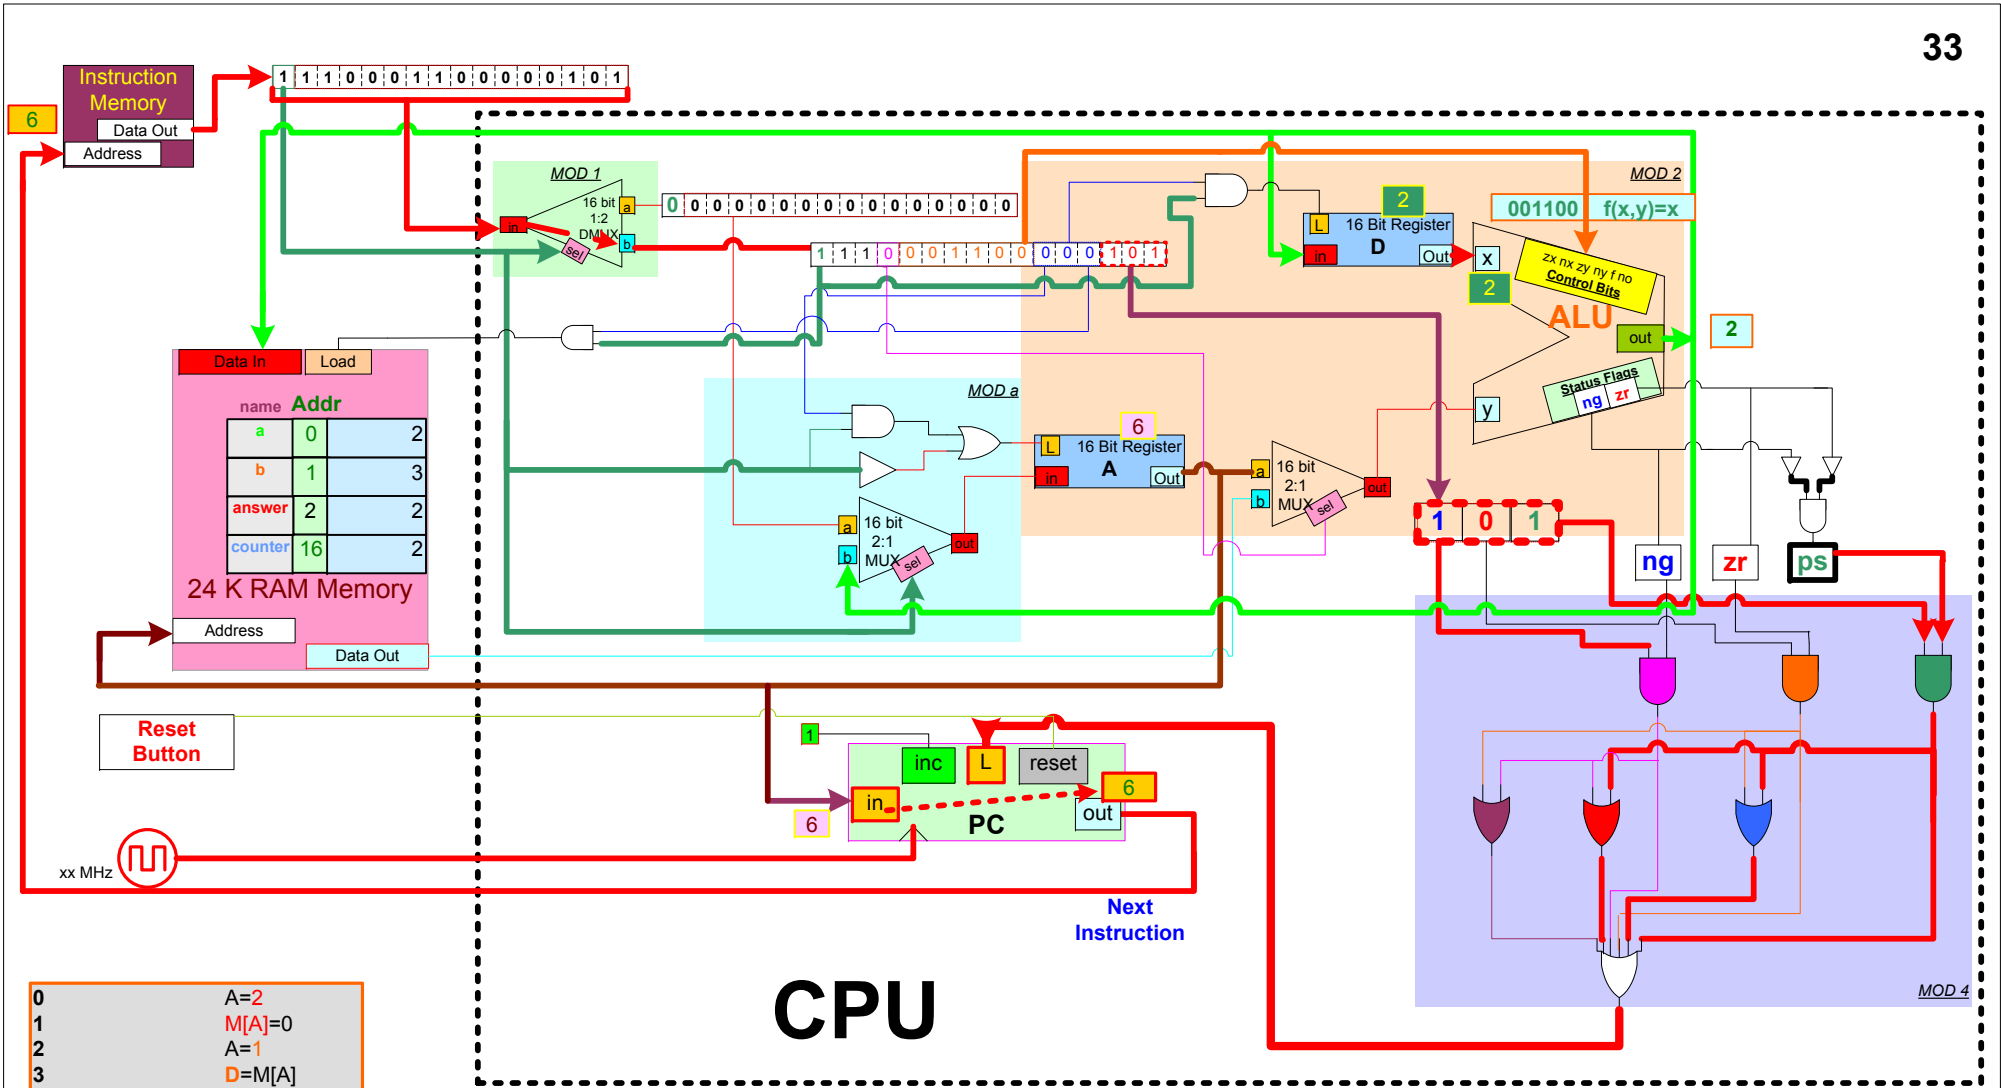 33
Instruction
Memory
Data Out
Address
6
1 1 1 0 0 0 1 1 0 0 0 0 0 1 0 1
MOD 1
16 bit
1:2
DMUX
in
sel
a
b
0 0 0 0 0 0 0 0 0 0 0 0 0 0 0 0
1 1 1 0 0 0 1 1 0 0 0 0 0 1 0 1
MOD 2
2
L
16 Bit Register
D
in
Out
001100 f(x,y)=x
x
2
zx nx zy ny f no
Control Bits
ALU
out
2
Status Flags
ng zr
y
Data In
Load
name Addr
a 0 2
b 1 3
answer 2 2
counter 16 2
24 K RAM Memory
Address
Data Out
MOD a
6
L
16 Bit Register
A
in
Out
a
b
16 bit
2:1
MUX
sel
out
a
b
16 bit
2:1
MUX
sel
out
1 0 1
ng
zr
ps
Reset
Button
1
inc
L
reset
in
6
6
out
PC
xx MHz
Next
Instruction
CPU
MOD 4
0 A=2
1 M[A]=0
2 A=1
3 D=M[A]